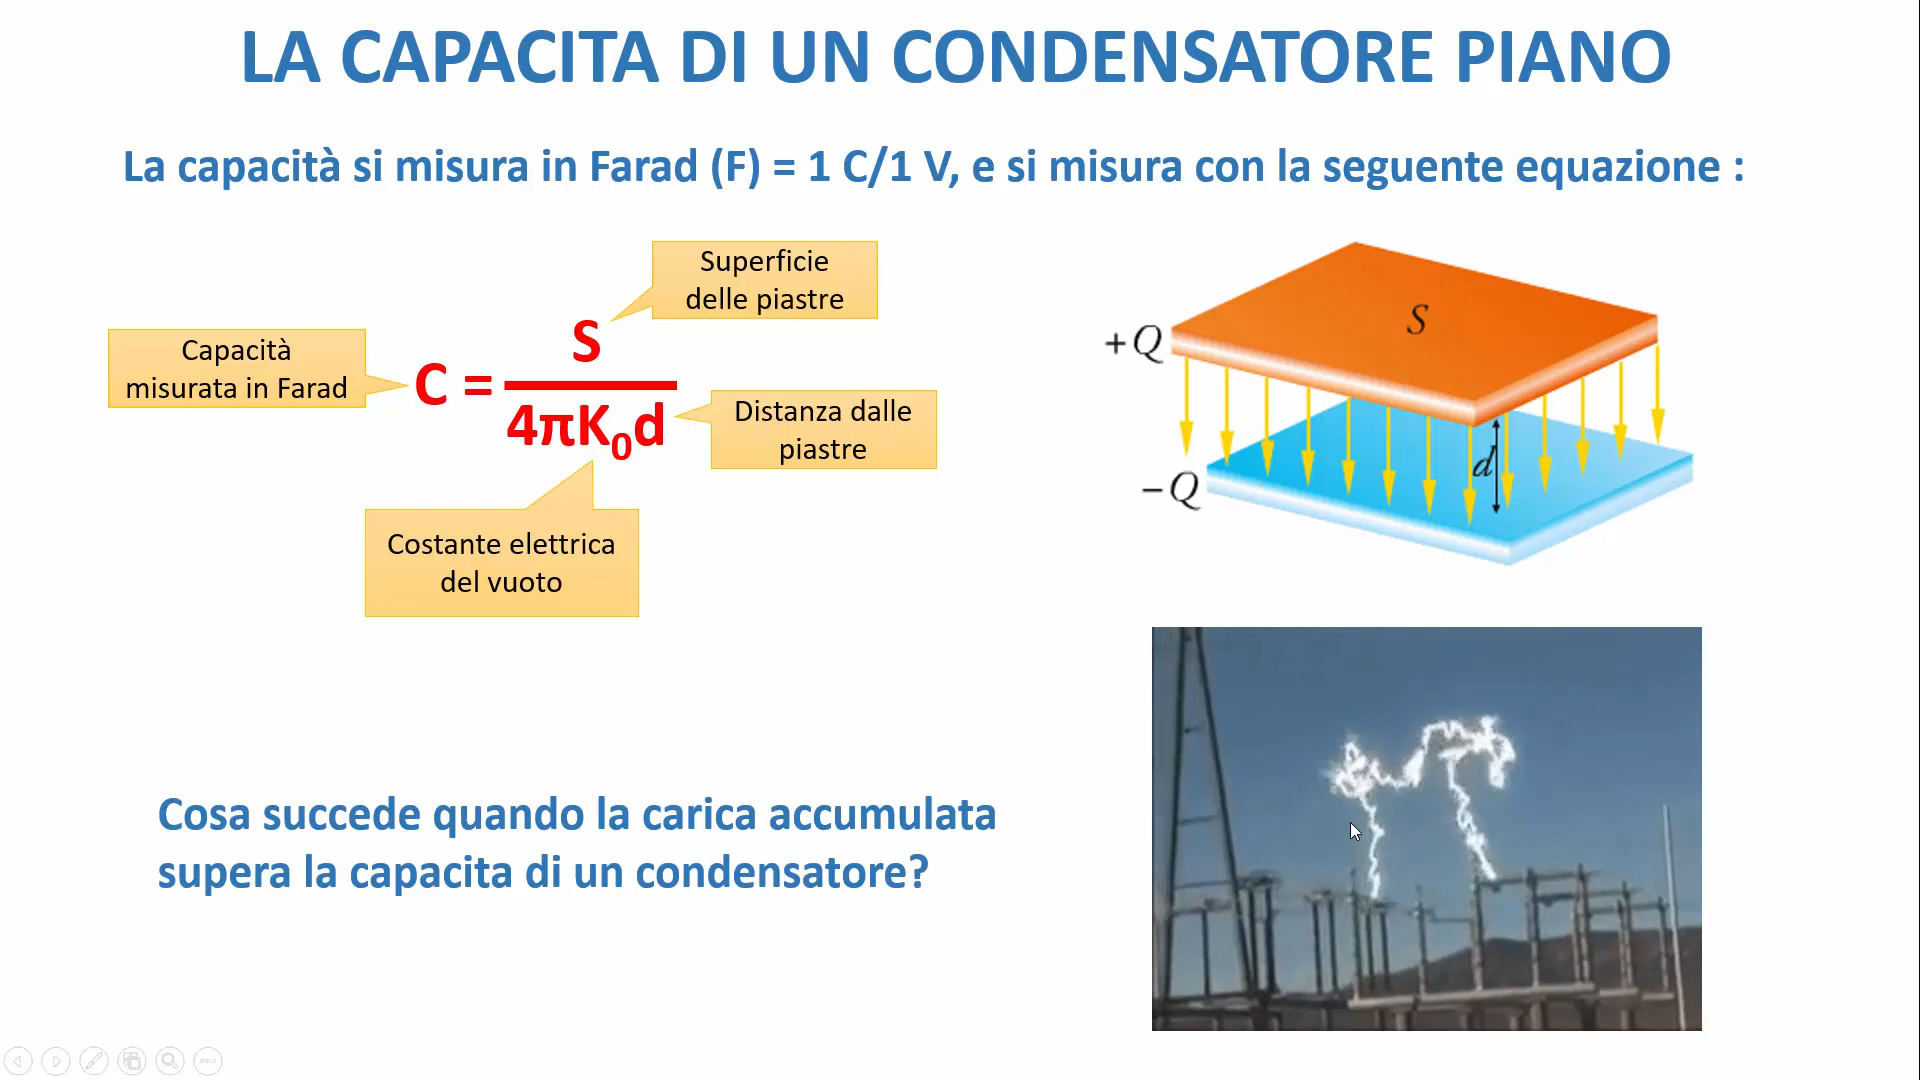 LA CAPACITA DI UN CONDENSATORE PIANO
La capacità si misura in Farad (F) = 1 C/1 V, e si misura con la seguente equazione :
Superficie
delle piastre
Capacità
misurata in Farad
C = S
4πK₀d
Distanza dalle
piastre
Costante elettrica
del vuoto
S
+Q
d
−Q
Cosa succede quando la carica accumulata
supera la capacita di un condensatore?